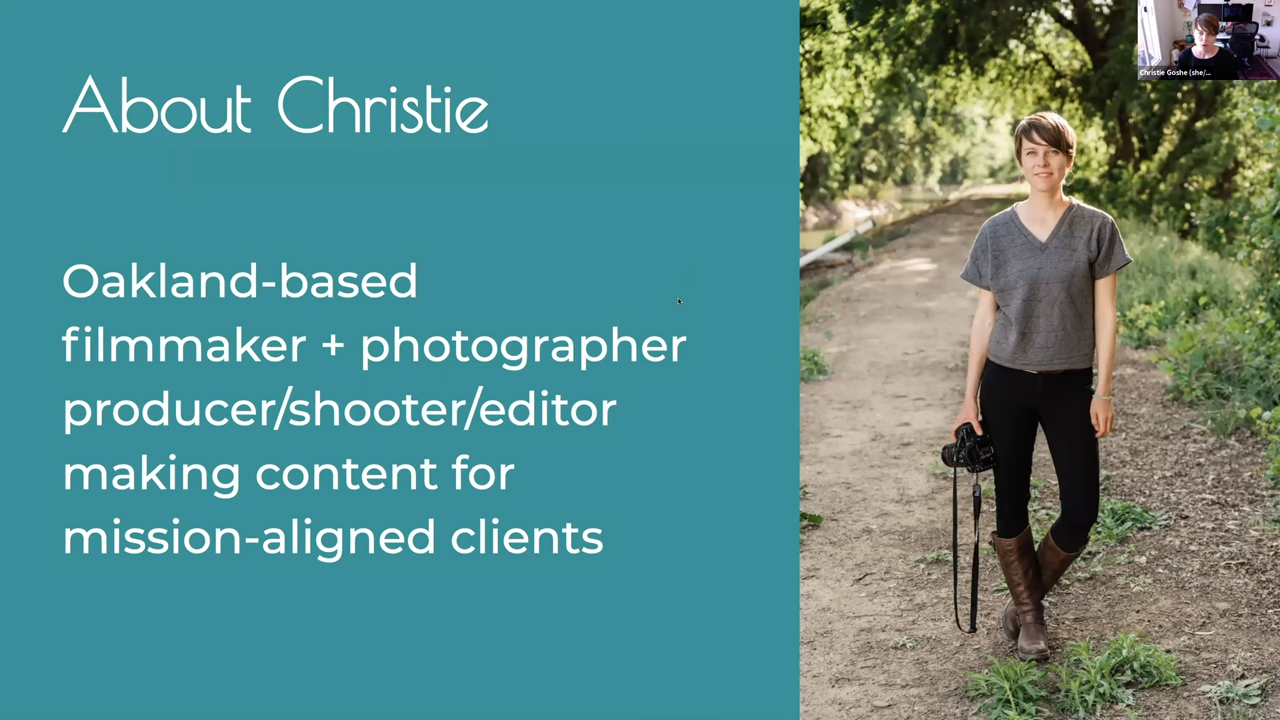 About Christie
Oakland-based
filmmaker + photographer
producer/shooter/editor
making content for
mission-aligned clients
Christie Goshe (she/...